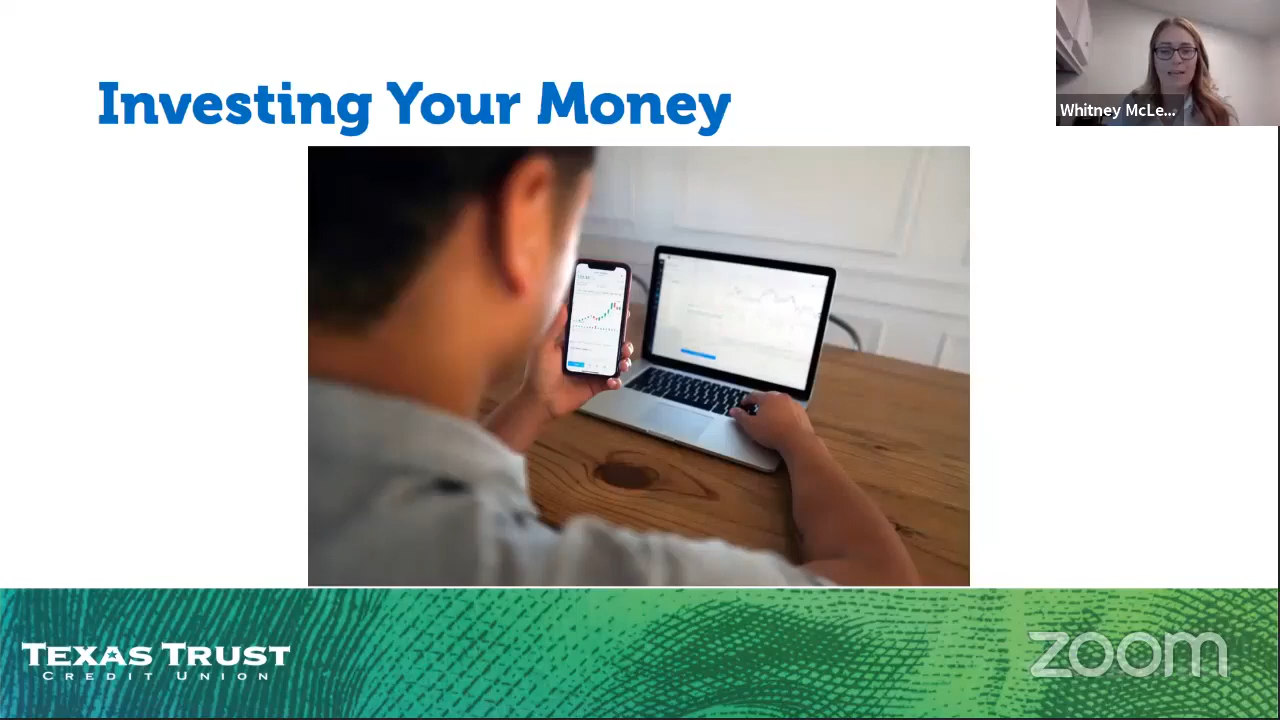 Investing Your Money
Whitney McLe...
TEXAS TRUST
CREDIT UNION
zoom